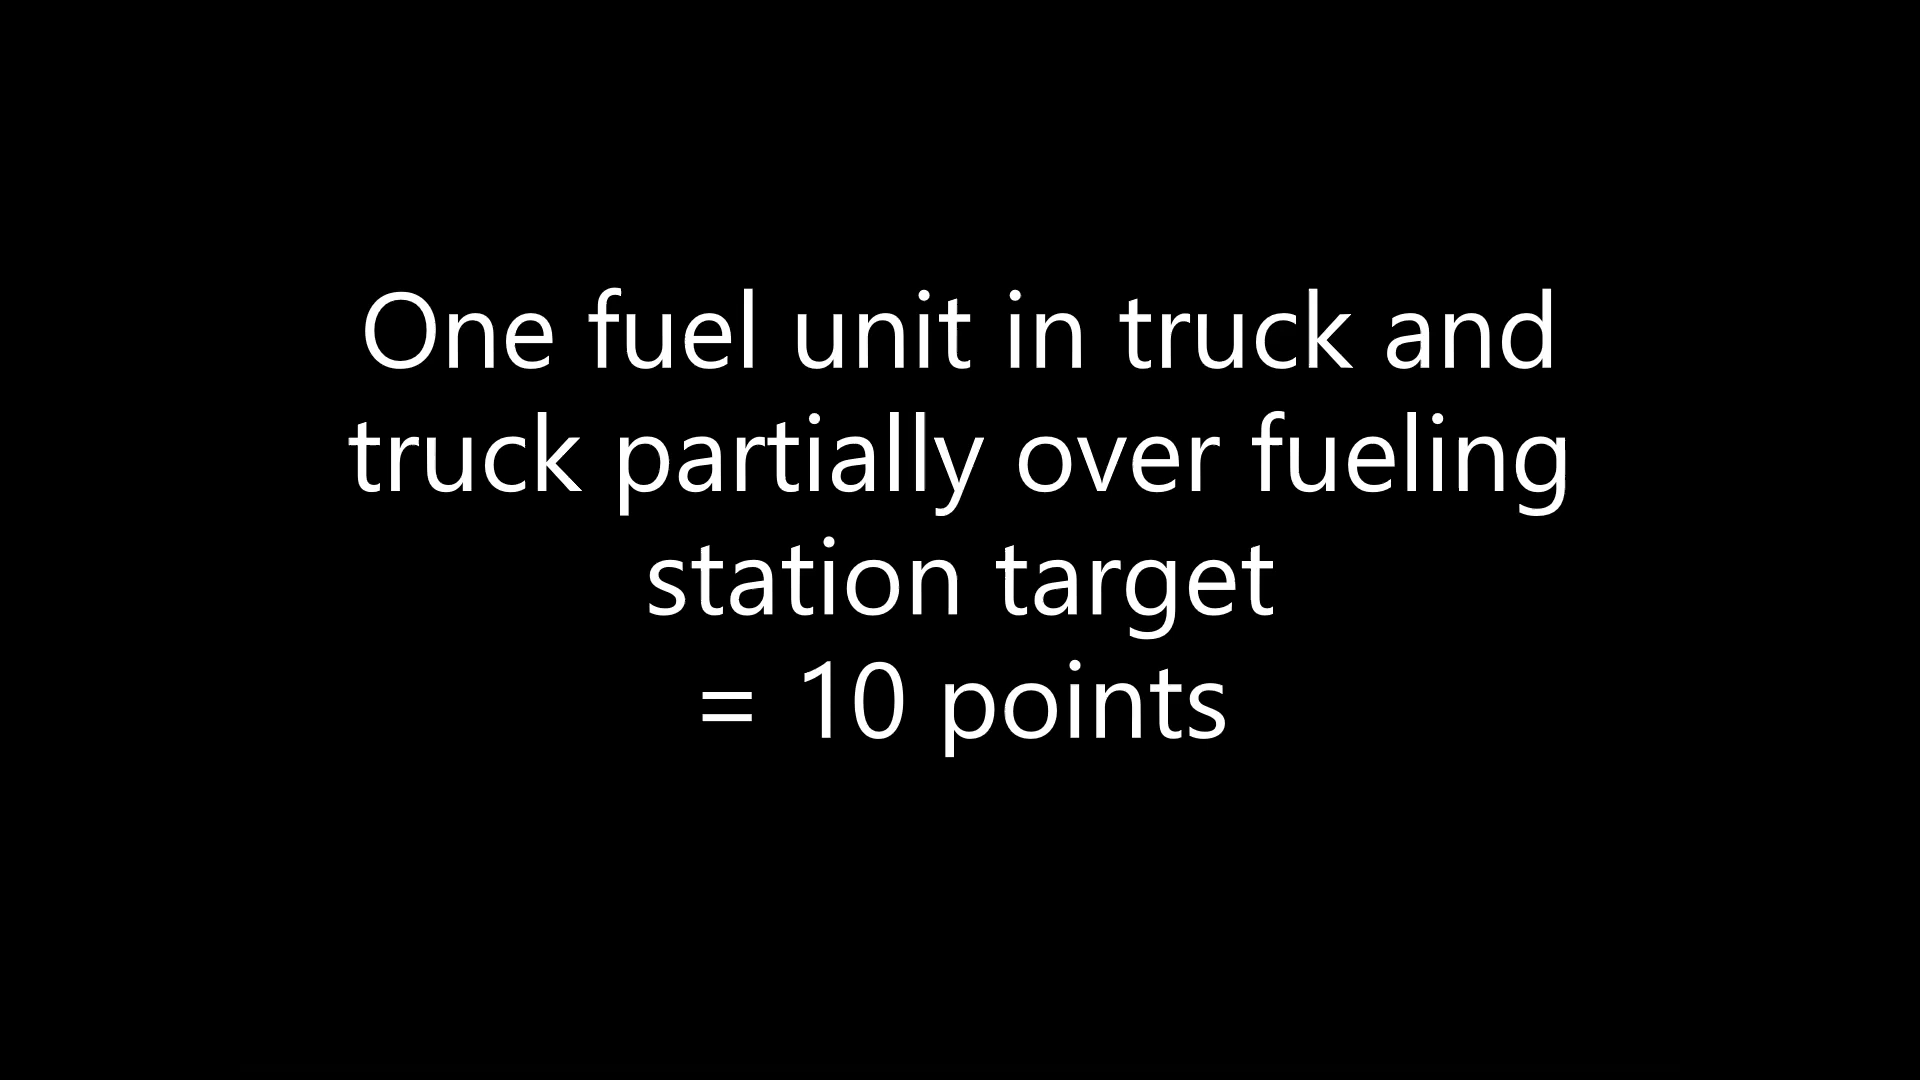 One fuel unit in truck and
truck partially over fueling
station target
= 10 points